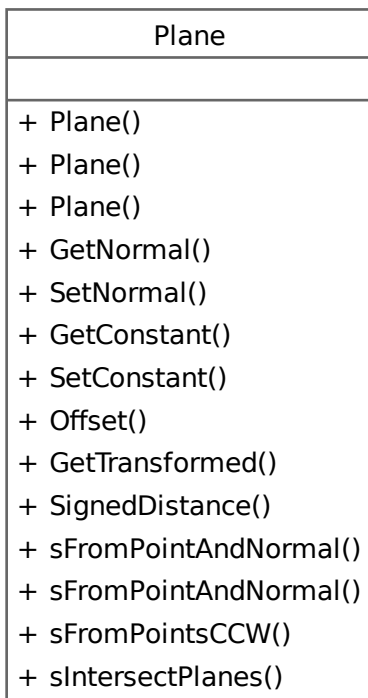 Plane
+ Plane()
+ Plane()
+ Plane()
+ GetNormal()
+ SetNormal()
+ GetConstant()
+ SetConstant()
+ Offset()
+ GetTransformed()
+ SignedDistance()
+ sFromPointAndNormal()
+ sFromPointAndNormal()
+ sFromPointsCCW()
+ sIntersectPlanes()